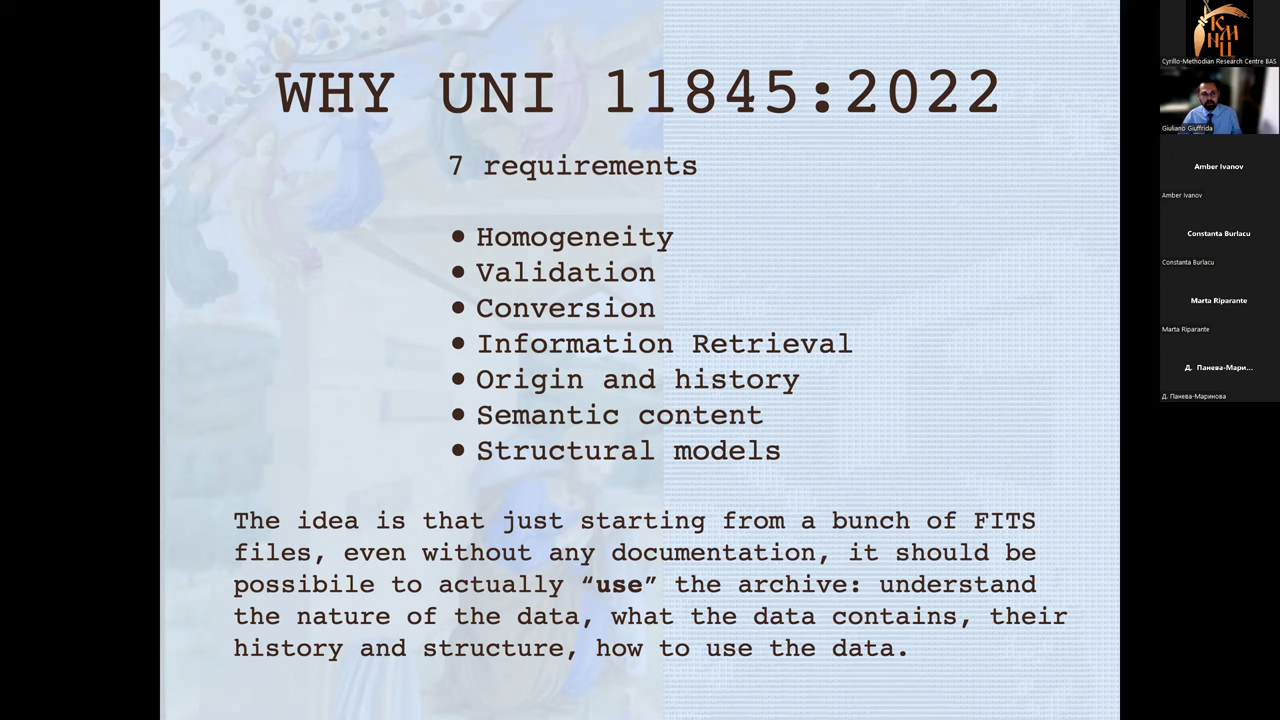 WHY UNI 11845:2022
7 requirements
• Homogeneity
• Validation
• Conversion
• Information Retrieval
• Origin and history
• Semantic content
• Structural models
The idea is that just starting from a bunch of FITS
files, even without any documentation, it should be
possibile to actually “use” the archive: understand
the nature of the data, what the data contains, their
history and structure, how to use the data.
КМНЦ
Cyrillo-Methodian Research Centre BAS
Giuliano Giuffrida
Amber Ivanov
Amber Ivanov
Constanta Burlacu
Constanta Burlacu
Marta Riparante
Marta Riparante
Д. Панева-Мари...
Д. Панева-Маринова